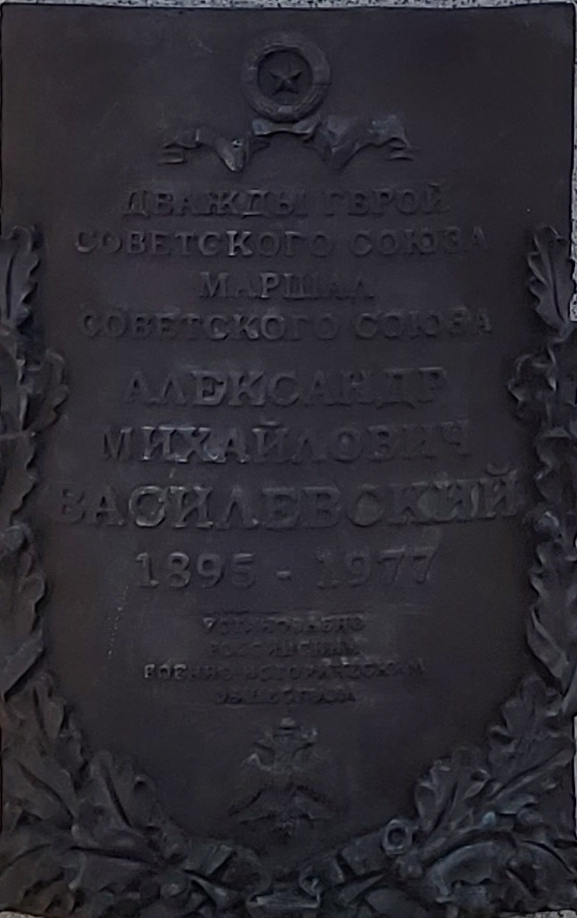 ДВАЖДЫ ГЕРОЙ
СОВЕТСКОГО СОЮЗА
МАРШАЛ
СОВЕТСКОГО СОЮЗА
АЛЕКСАНДР
МИХАЙЛОВИЧ
ВАСИЛЕВСКИЙ
1895 - 1977
УСТАНОВЛЕНО
РОССИЙСКИМ
ВОЕННО-ИСТОРИЧЕСКИМ
ОБЩЕСТВОМ